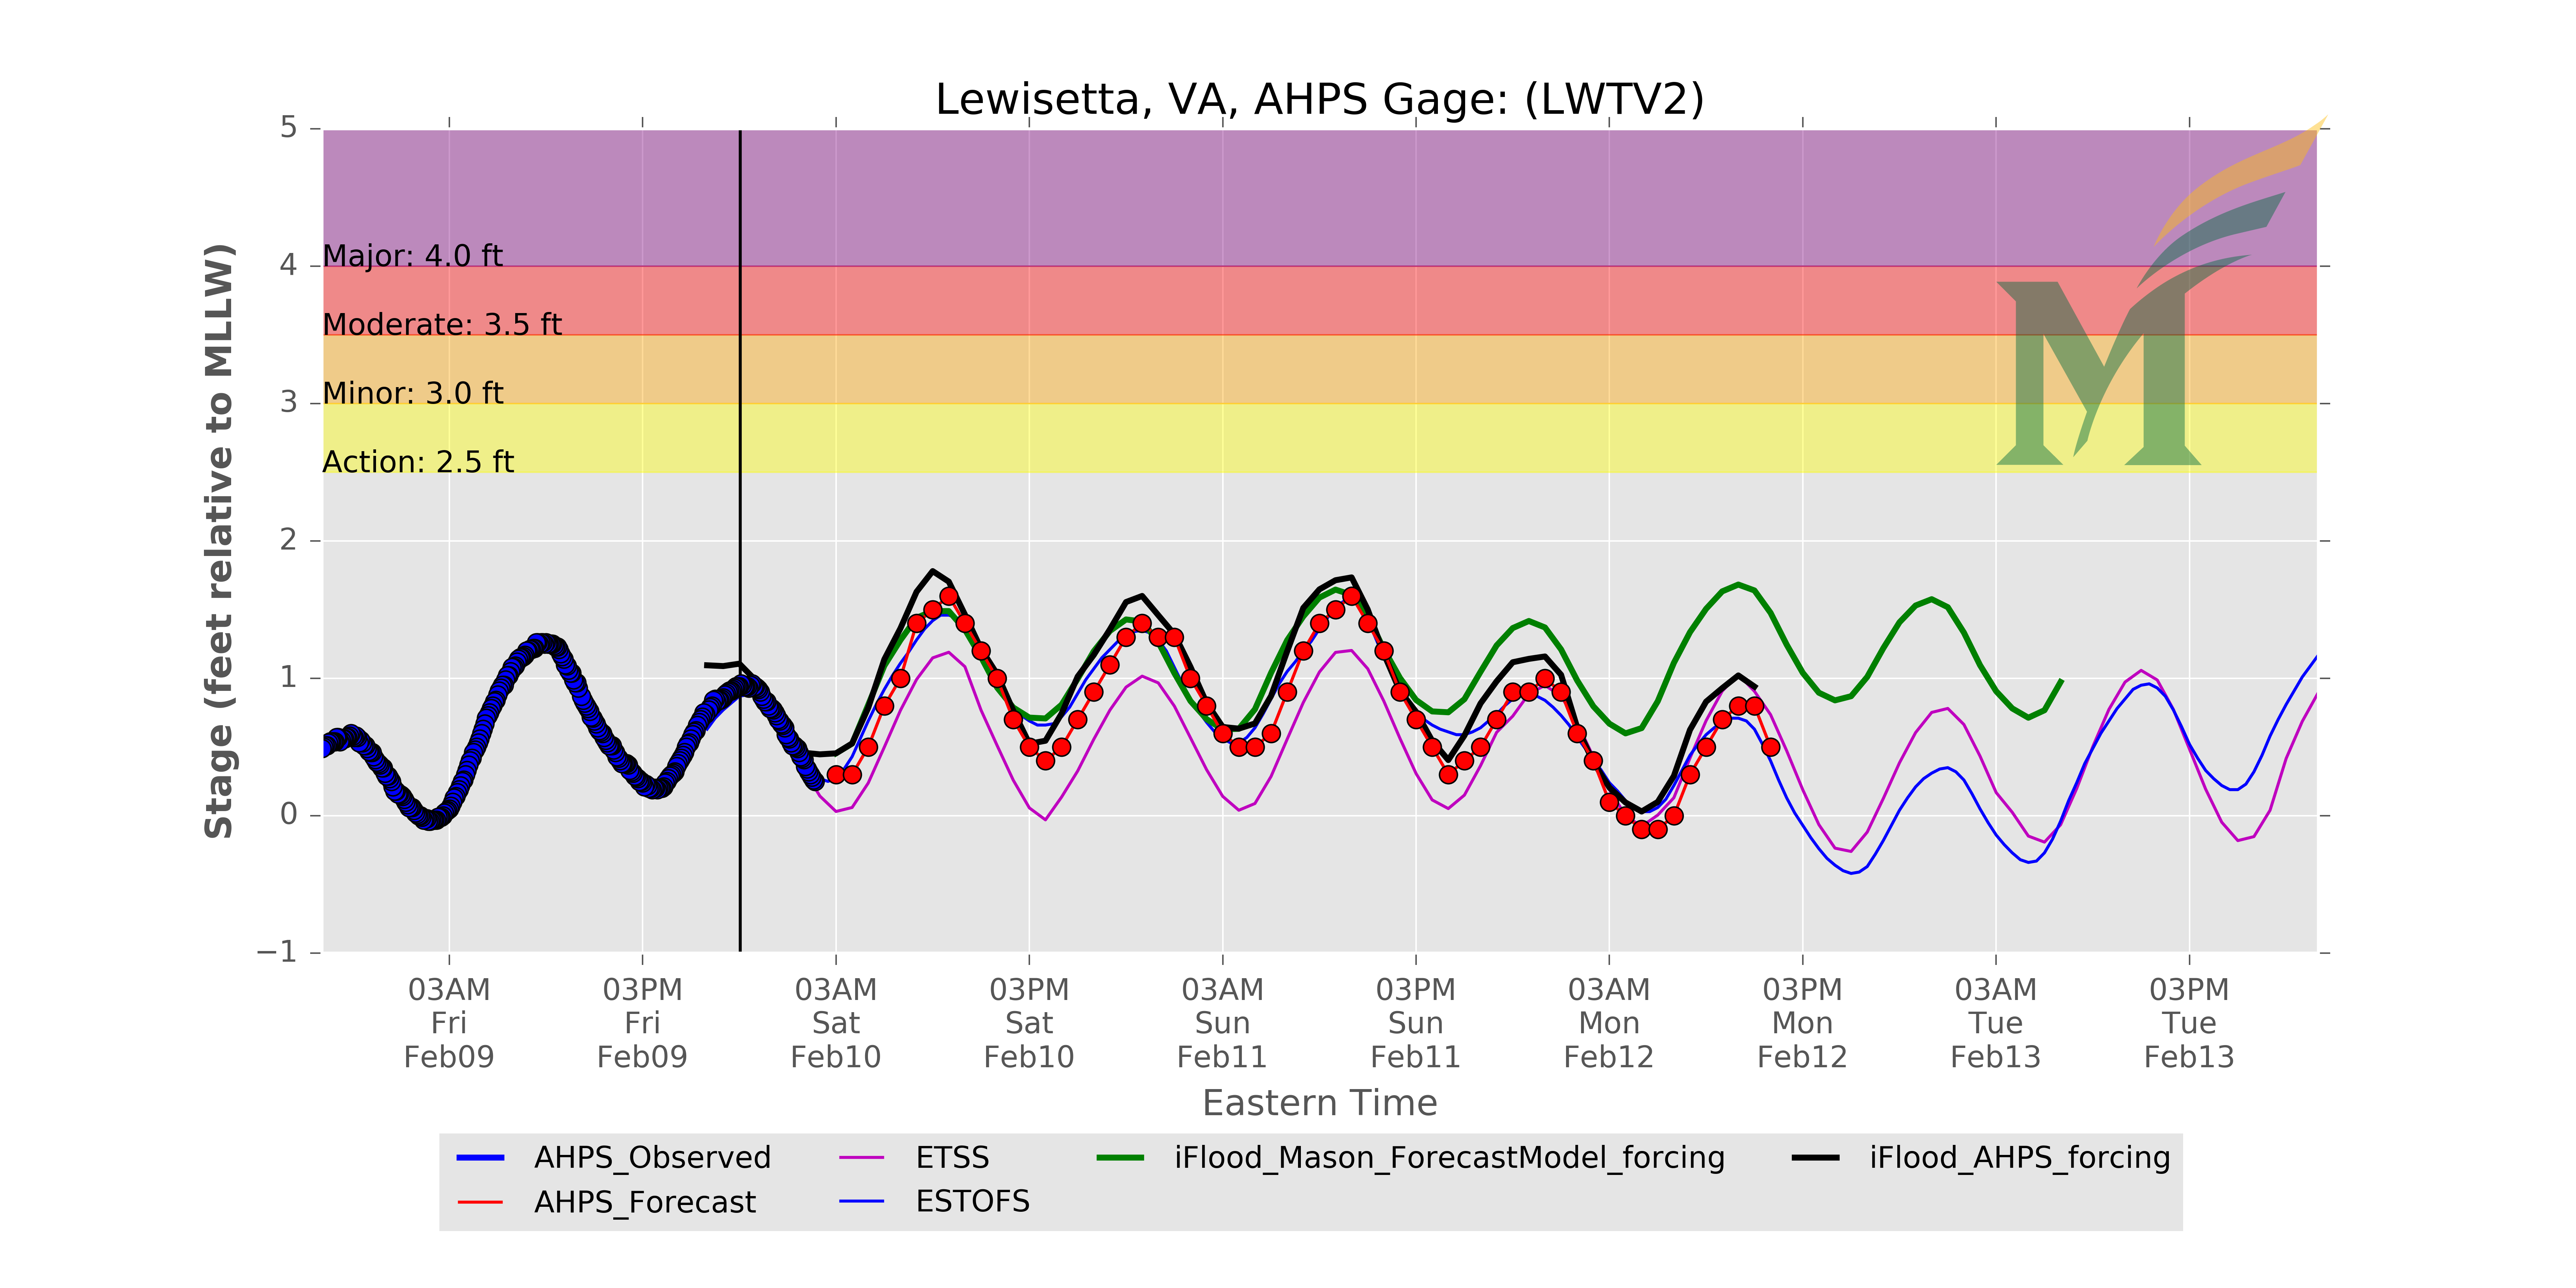 Lewisetta, VA, AHPS Gage: (LWTV2)
Stage (feet relative to MLLW)
5
4
3
2
1
0
−1
Major: 4.0 ft
Moderate: 3.5 ft
Minor: 3.0 ft
Action: 2.5 ft
03AM 03PM 03AM 03PM 03AM 03PM 03AM 03PM 03AM 03PM
Fri Fri Sat Sat Sun Sun Mon Mon Tue Tue
Feb09 Feb09 Feb10 Feb10 Feb11 Feb11 Feb12 Feb12 Feb13 Feb13
Eastern Time
AHPS_Observed ETSS iFlood_Mason_ForecastModel_forcing iFlood_AHPS_forcing
AHPS_Forecast ESTOFS